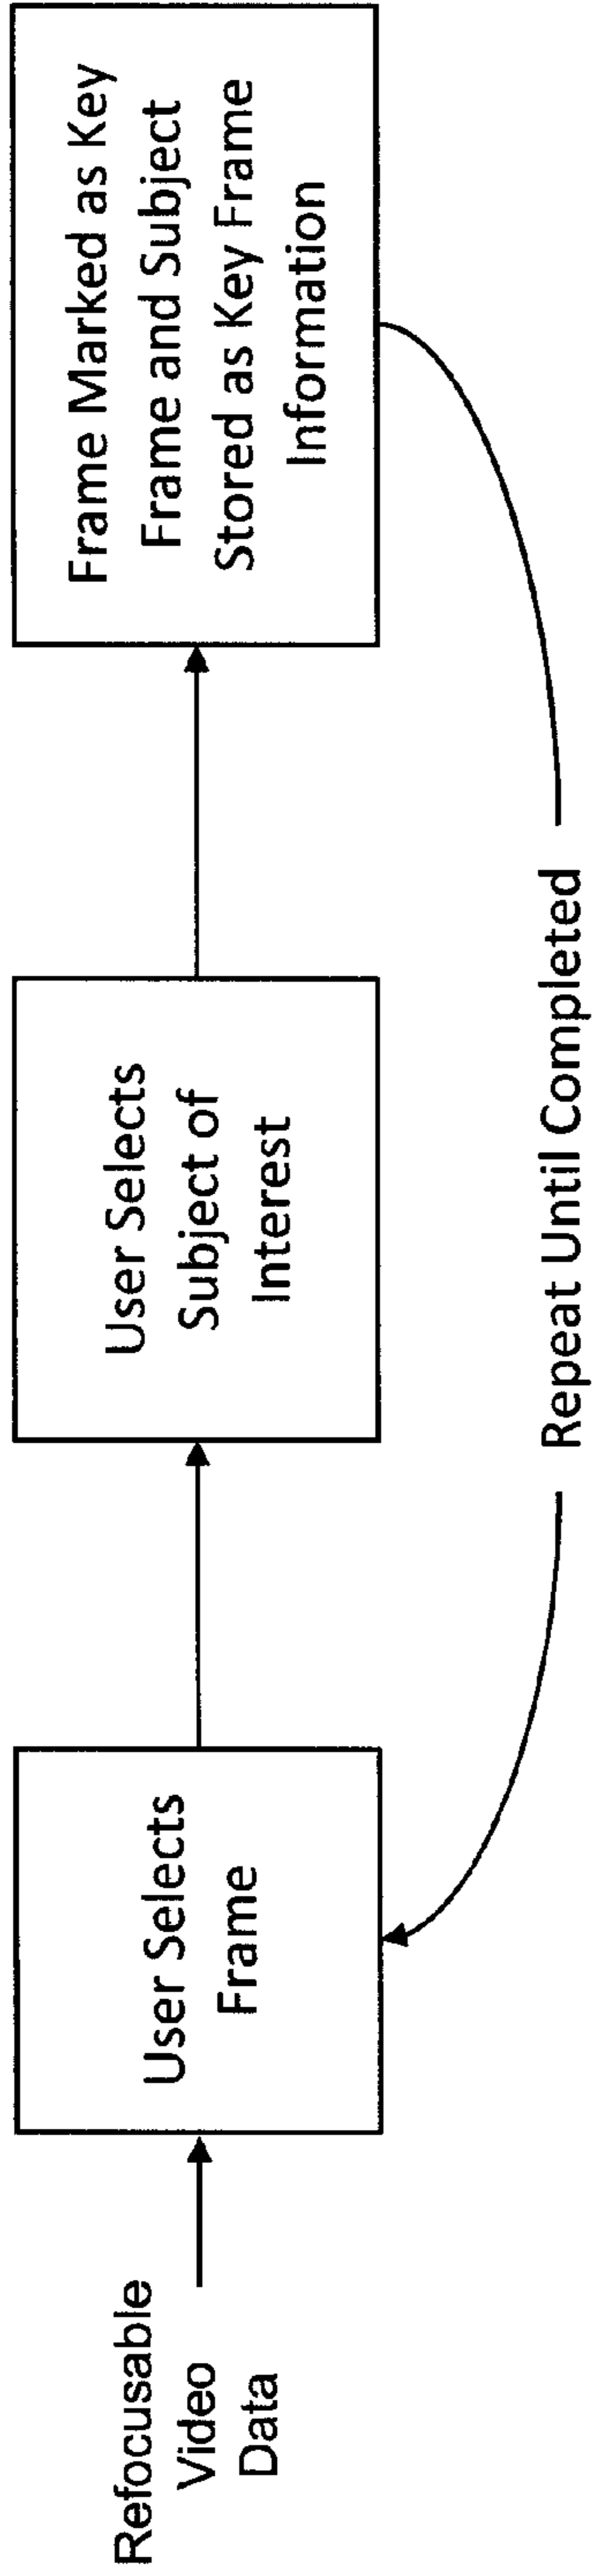 Refocusable
Video
Data
User Selects
Frame
User Selects
Subject of
Interest
Frame Marked as Key
Frame and Subject
Stored as Key Frame
Information
Repeat Until Completed